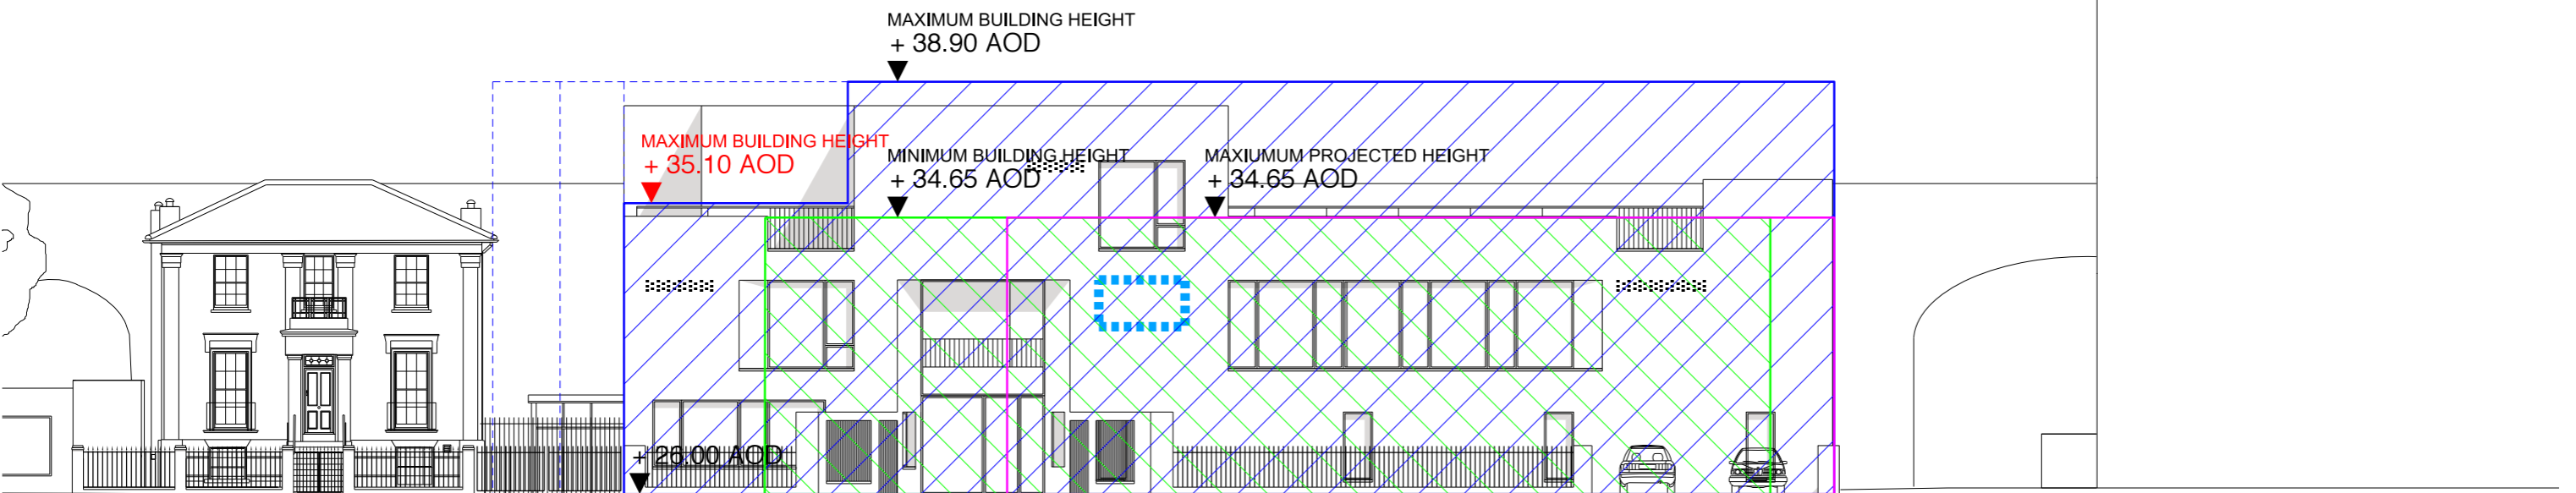 MAXIMUM BUILDING HEIGHT
+ 38.90 AOD
MAXIMUM BUILDING HEIGHT
+ 35.10 AOD
MINIMUM BUILDING HEIGHT
+ 34.65 AOD
MAXIUMUM PROJECTED HEIGHT
+ 34.65 AOD
+ 26.00 AOD